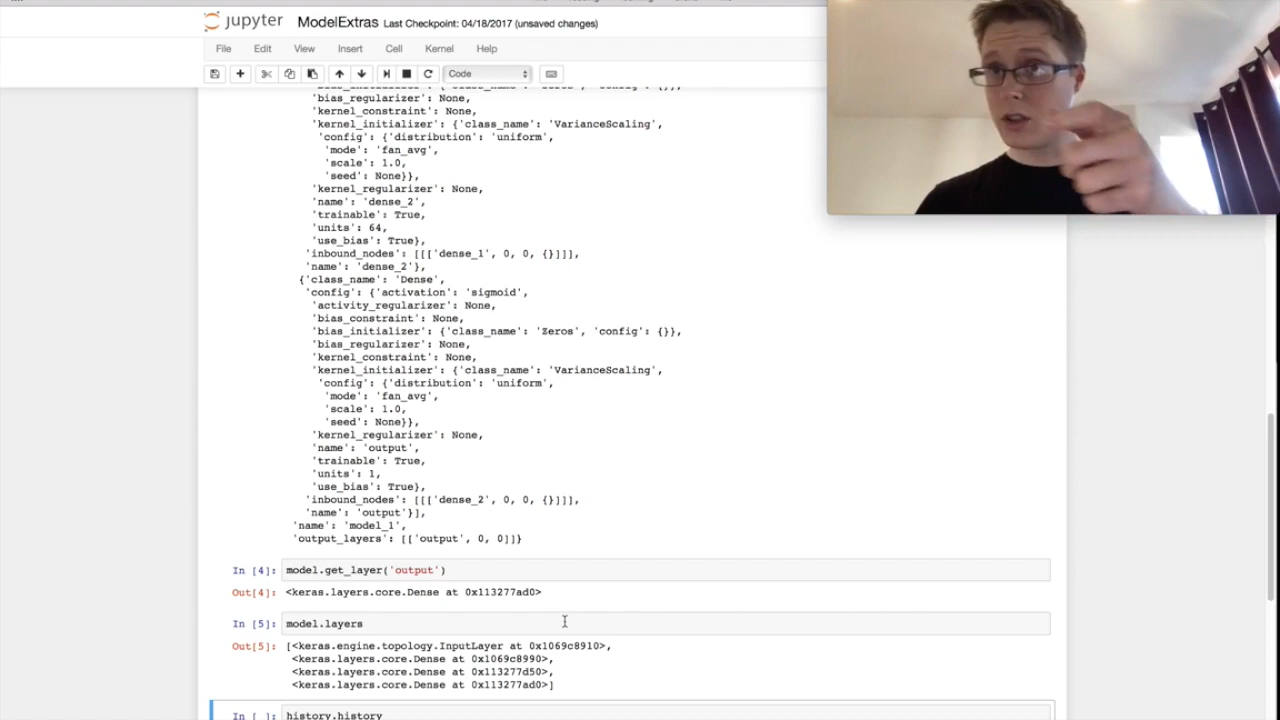 jupyter ModelExtras Last Checkpoint: 04/18/2017 (unsaved changes)
File Edit View Insert Cell Kernel Help
Code
'bias_regularizer': None,
'kernel_constraint': None,
'kernel_initializer': {'class_name': 'VarianceScaling',
'config': {'distribution': 'uniform',
'mode': 'fan_avg',
'scale': 1.0,
'seed': None}},
'kernel_regularizer': None,
'name': 'dense_2',
'trainable': True,
'units': 64,
'use_bias': True},
'inbound_nodes': [[['dense_1', 0, 0, {}]]],
'name': 'dense_2'},
{'class_name': 'Dense',
'config': {'activation': 'sigmoid',
'activity_regularizer': None,
'bias_constraint': None,
'bias_initializer': {'class_name': 'Zeros', 'config': {}},
'bias_regularizer': None,
'kernel_constraint': None,
'kernel_initializer': {'class_name': 'VarianceScaling',
'config': {'distribution': 'uniform',
'mode': 'fan_avg',
'scale': 1.0,
'seed': None}},
'kernel_regularizer': None,
'name': 'output',
'trainable': True,
'units': 1,
'use_bias': True},
'inbound_nodes': [[['dense_2', 0, 0, {}]]],
'name': 'output'}],
'name': 'model_1',
'output_layers': [['output', 0, 0]]}
In [4]: model.get_layer('output')
Out[4]: <keras.layers.core.Dense at 0x113277ad0>
In [5]: model.layers
Out[5]: [<keras.engine.topology.InputLayer at 0x1069c8910>,
<keras.layers.core.Dense at 0x1069c8990>,
<keras.layers.core.Dense at 0x113277d50>,
<keras.layers.core.Dense at 0x113277ad0>]
In [ ]: history.history